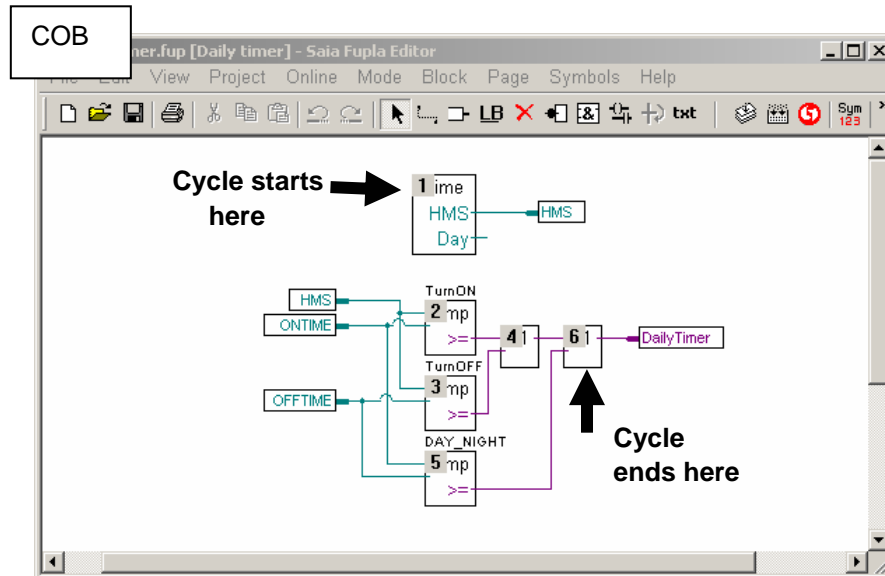 COB
ner.fup [Daily timer] - Saia Fupla Editor
View Project Online Mode Block Page Symbols Help
LB & txt Sym 123
Cycle starts
here
1 ime
HMS HMS
Day
TurnON
HMS
2 mp
ONTIME
>= 4 1 6 1 DailyTimer
TurnOFF
3 mp
OFFTIME
>=
DAY_NIGHT
Cycle
ends here
5 mp
>=